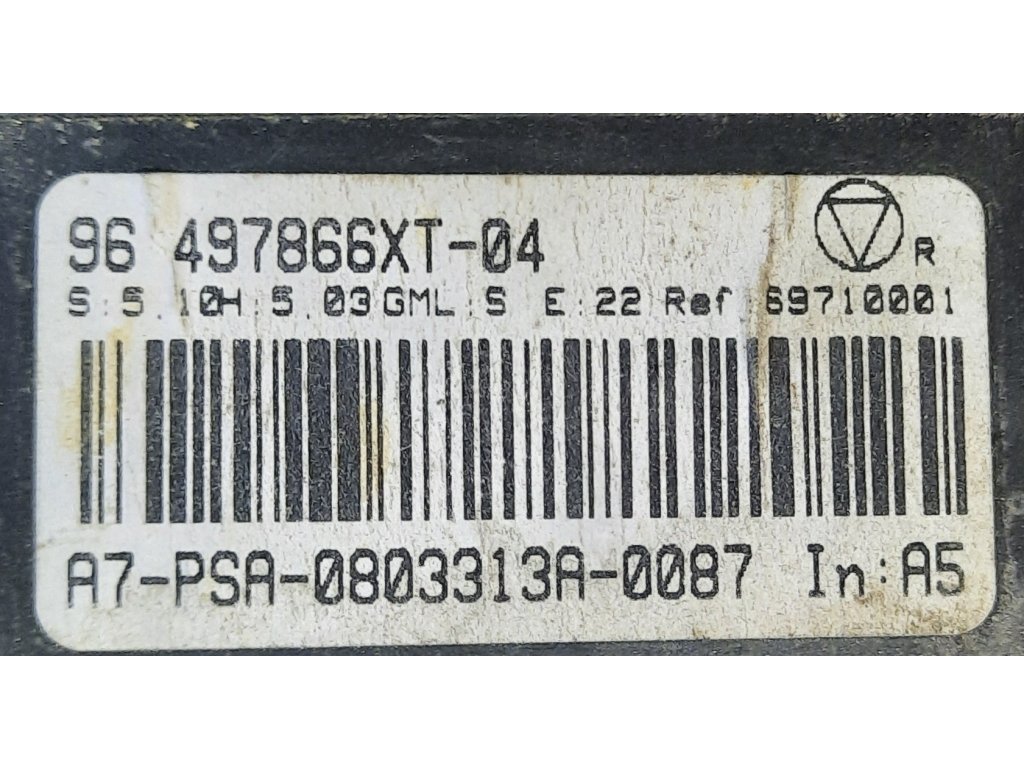 96 497866XT-04
R
S:5.10H:5.03GML:S E:22 Ref:69710001
A7-PSA-0803313A-0087 In:A5